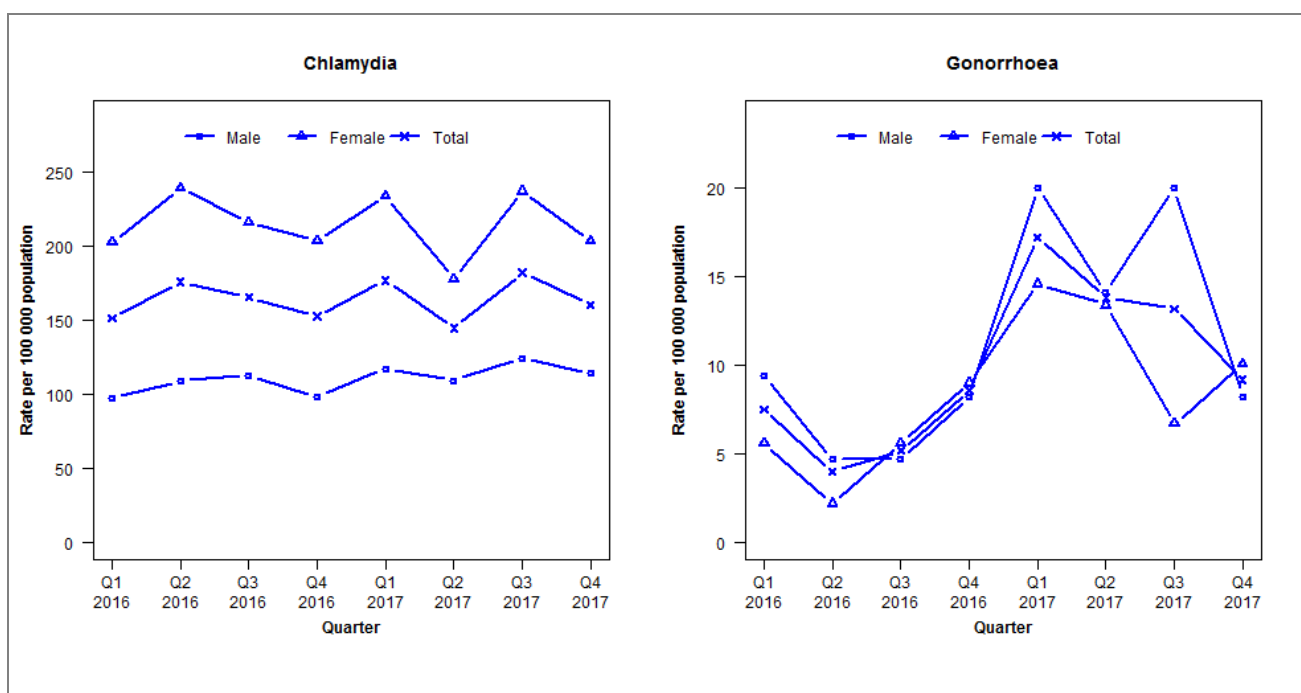 Chlamydia
Male Female Total
Rate per 100 000 population
250
200
150
100
50
0
Q1 Q2 Q3 Q4 Q1 Q2 Q3 Q4
2016 2016 2016 2016 2017 2017 2017 2017
Quarter
Gonorrhoea
Male Female Total
Rate per 100 000 population
20
15
10
5
0
Q1 Q2 Q3 Q4 Q1 Q2 Q3 Q4
2016 2016 2016 2016 2017 2017 2017 2017
Quarter